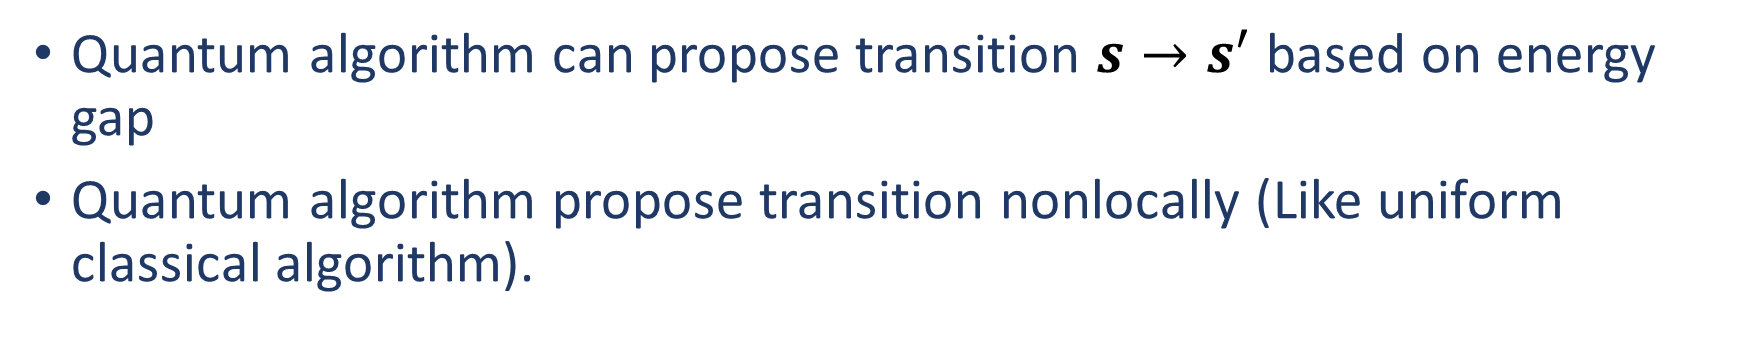 • Quantum algorithm can propose transition s → s′ based on energy
gap
• Quantum algorithm propose transition nonlocally (Like uniform
classical algorithm).